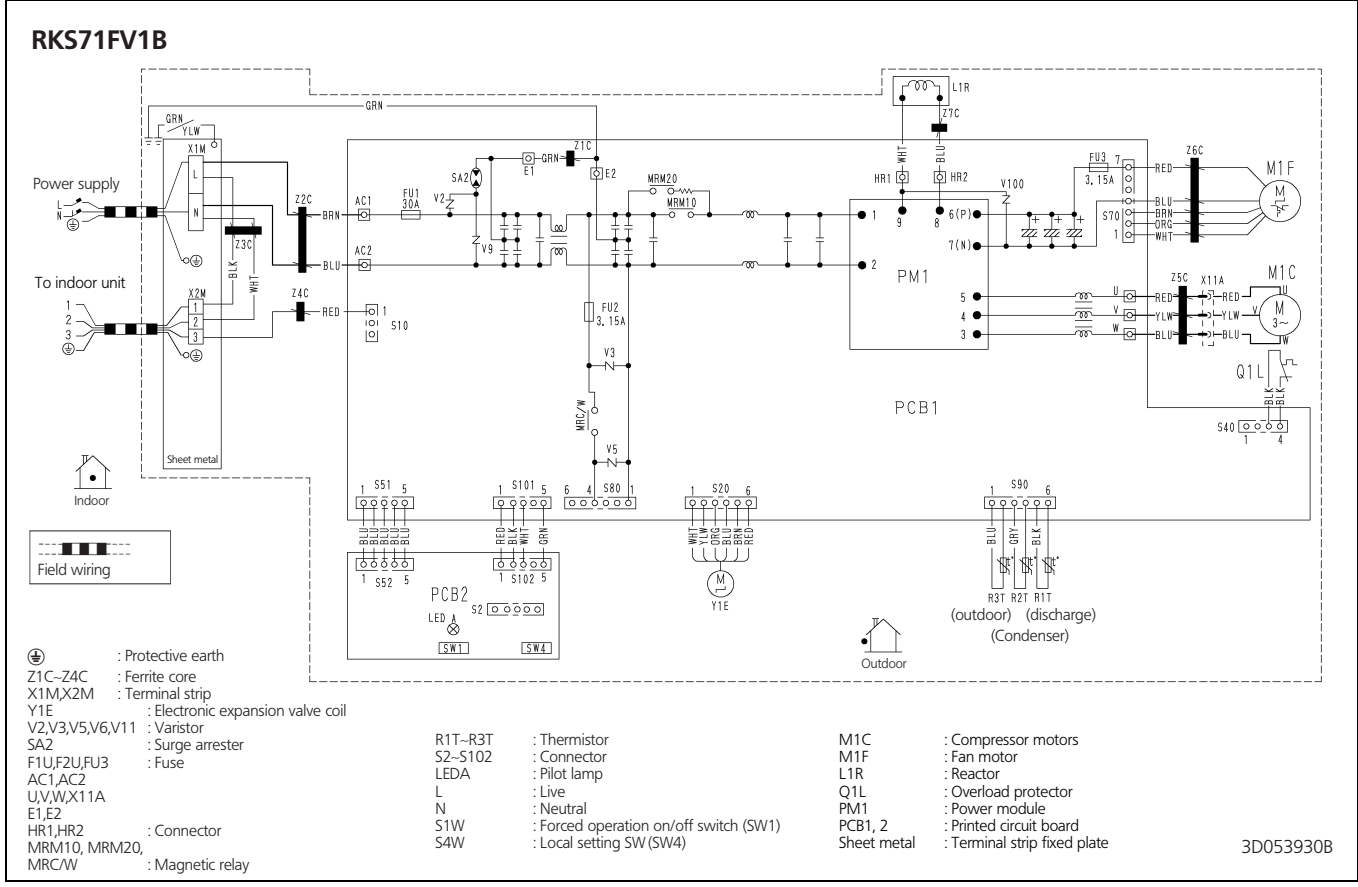 RKS71FV1B
GRN
L1R
GRN
YLW
Z7C
X1M
L
N
Power supply
L
N
Z3C
BLK
WHT
To indoor unit
1
2
3
X2M
1
2
3
Sheet metal
Z2C
BRN
BLU
Z4C
RED
AC1
AC2
FU1
30A
1
S10
SA2
V2
V9
E1
GRN
Z1C
E2
MRM20
MRM10
FU2
3.15A
V3
MRC/W
V5
WHT
BLU
HR1
HR2
V100
1
2
9
8
6(P)
7(N)
PM1
5
4
3
FU3
3.15A
7
S70
1
RED
BLU
BRN
ORG
WHT
Z6C
M1F
M
P
U
V
W
Z5C
X11A
RED
YLW
BLU
RED
YLW
BLU
M1C
U
V
W
M
3~
Q1L
BLK
BLK
S40
1 4
PCB1
Indoor
Field wiring
1 S51 5
BLU
BLU
BLU
BLU
BLU
1 S52 5
1 S101 5
RED
BLK
WHT
GRN
1 S102 5
PCB2
S2
LED A
SW1
SW4
6 4 S80 1
1 S20 6
WHT
YLW
ORG
BLU
BRN
RED
M
Y1E
1 S90 6
BLU
GRY
BLK
t°
t°
t°
R3T R2T R1T
(outdoor) (discharge)
(Condenser)
Outdoor
: Protective earth
Z1C~Z4C : Ferrite core
X1M,X2M : Terminal strip
Y1E : Electronic expansion valve coil
V2,V3,V5,V6,V11 : Varistor
SA2 : Surge arrester
F1U,F2U,FU3 : Fuse
AC1,AC2
U,V,W,X11A
E1,E2
HR1,HR2 : Connector
MRM10, MRM20,
MRC/W : Magnetic relay
R1T~R3T : Thermistor
S2~S102 : Connector
LEDA : Pilot lamp
L : Live
N : Neutral
S1W : Forced operation on/off switch (SW1)
S4W : Local setting SW (SW4)
M1C : Compressor motors
M1F : Fan motor
L1R : Reactor
Q1L : Overload protector
PM1 : Power module
PCB1, 2 : Printed circuit board
Sheet metal : Terminal strip fixed plate
3D053930B